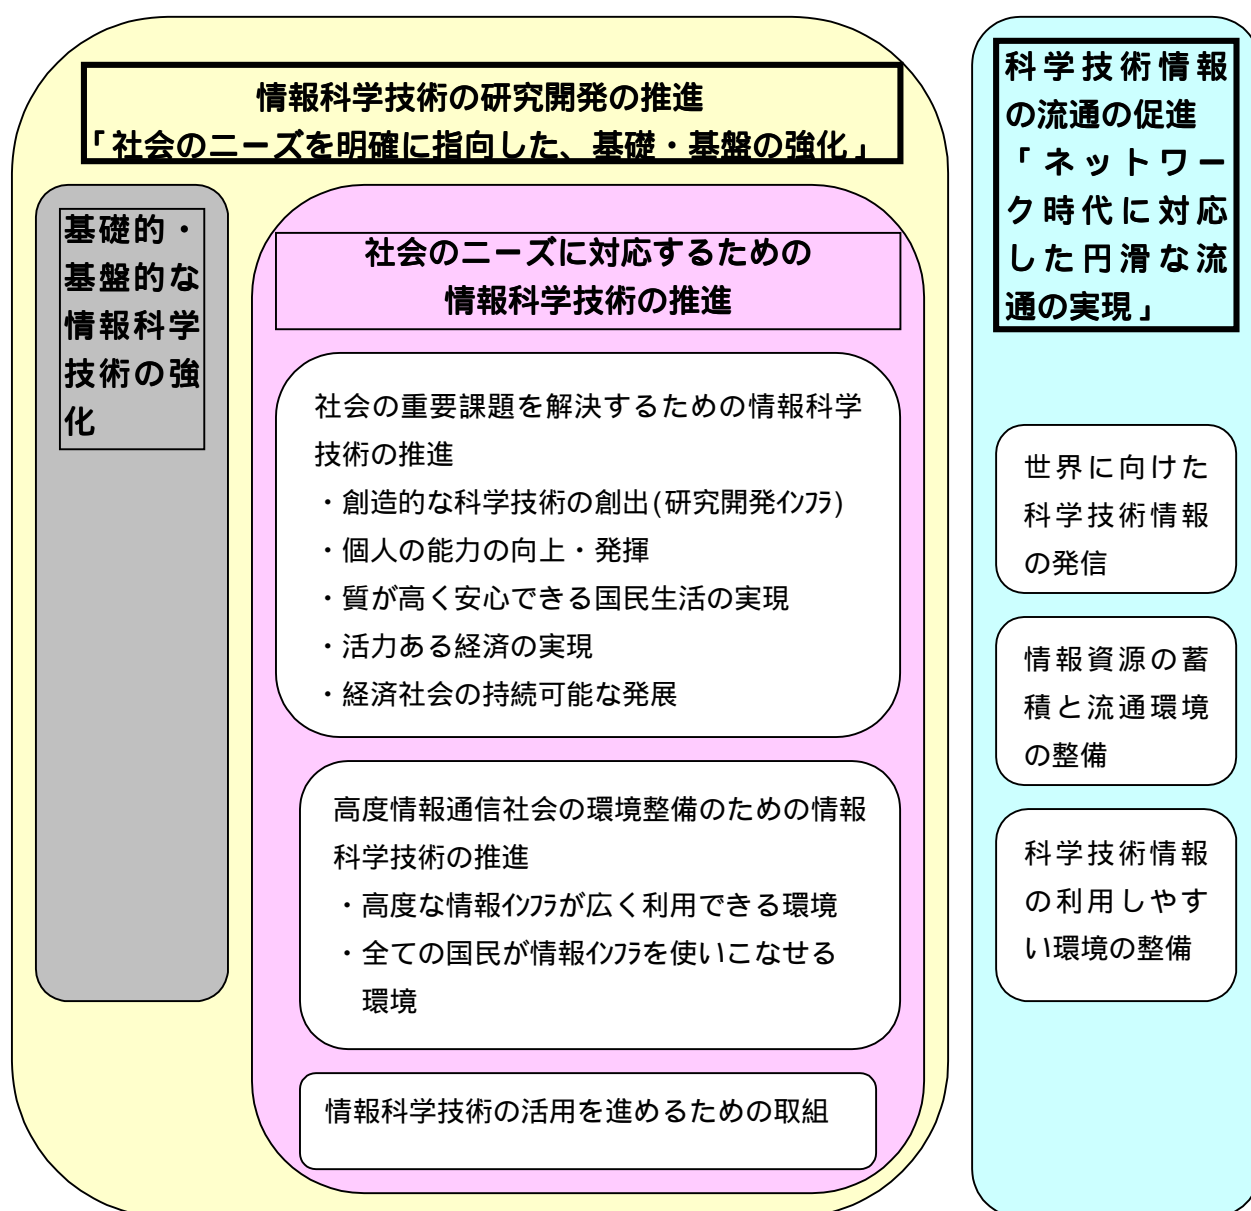 情報科学技術の研究開発の推進
「社会のニーズを明確に指向した、基礎・基盤の強化」
基礎的・
基盤的な
情報科学
技術の強
化
社会のニーズに対応するための
情報科学技術の推進
社会の重要課題を解決するための情報科学
技術の推進
・創造的な科学技術の創出(研究開発ｲﾝﾌﾗ)
・個人の能力の向上・発揮
・質が高く安心できる国民生活の実現
・活力ある経済の実現
・経済社会の持続可能な発展
高度情報通信社会の環境整備のための情報
科学技術の推進
・高度な情報ｲﾝﾌﾗが広く利用できる環境
・全ての国民が情報ｲﾝﾌﾗを使いこなせる
環境
情報科学技術の活用を進めるための取組
科学技術情報
の流通の促進
「ネットワー
ク時代に対応
した円滑な流
通の実現」
世界に向けた
科学技術情報
の発信
情報資源の蓄
積と流通環境
の整備
科学技術情報
の利用しやす
い環境の整備